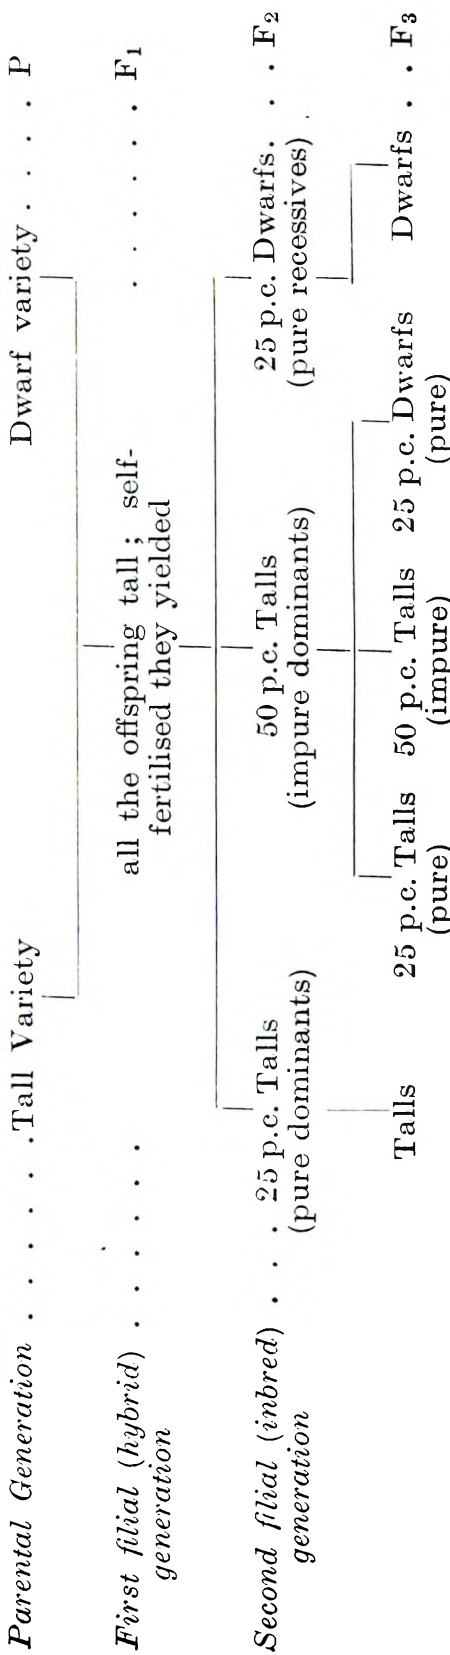 Parental Generation . . . . . . . Tall Variety Dwarf variety . . . . . P
First filial (hybrid) . . . . . . . all the offspring tall; self- . . . . . . . F₁
generation fertilised they yielded
Second filial (inbred) . . . . 25 p.c. Talls 50 p.c. Talls 25 p.c. Dwarfs. . . . F₂
generation (pure dominants) (impure dominants) (pure recessives)
Talls 25 p.c. Talls 50 p.c. Talls 25 p.c. Dwarfs Dwarfs . . . F₃
(pure) (impure) (pure)